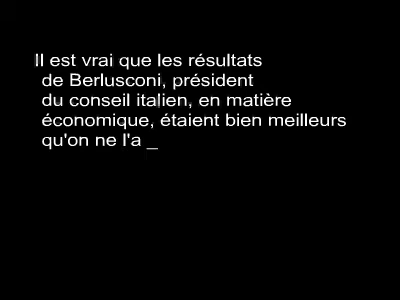 Il est vrai que les résultats
de Berlusconi, président
du conseil italien, en matière
économique, étaient bien meilleurs
qu'on ne l'a _